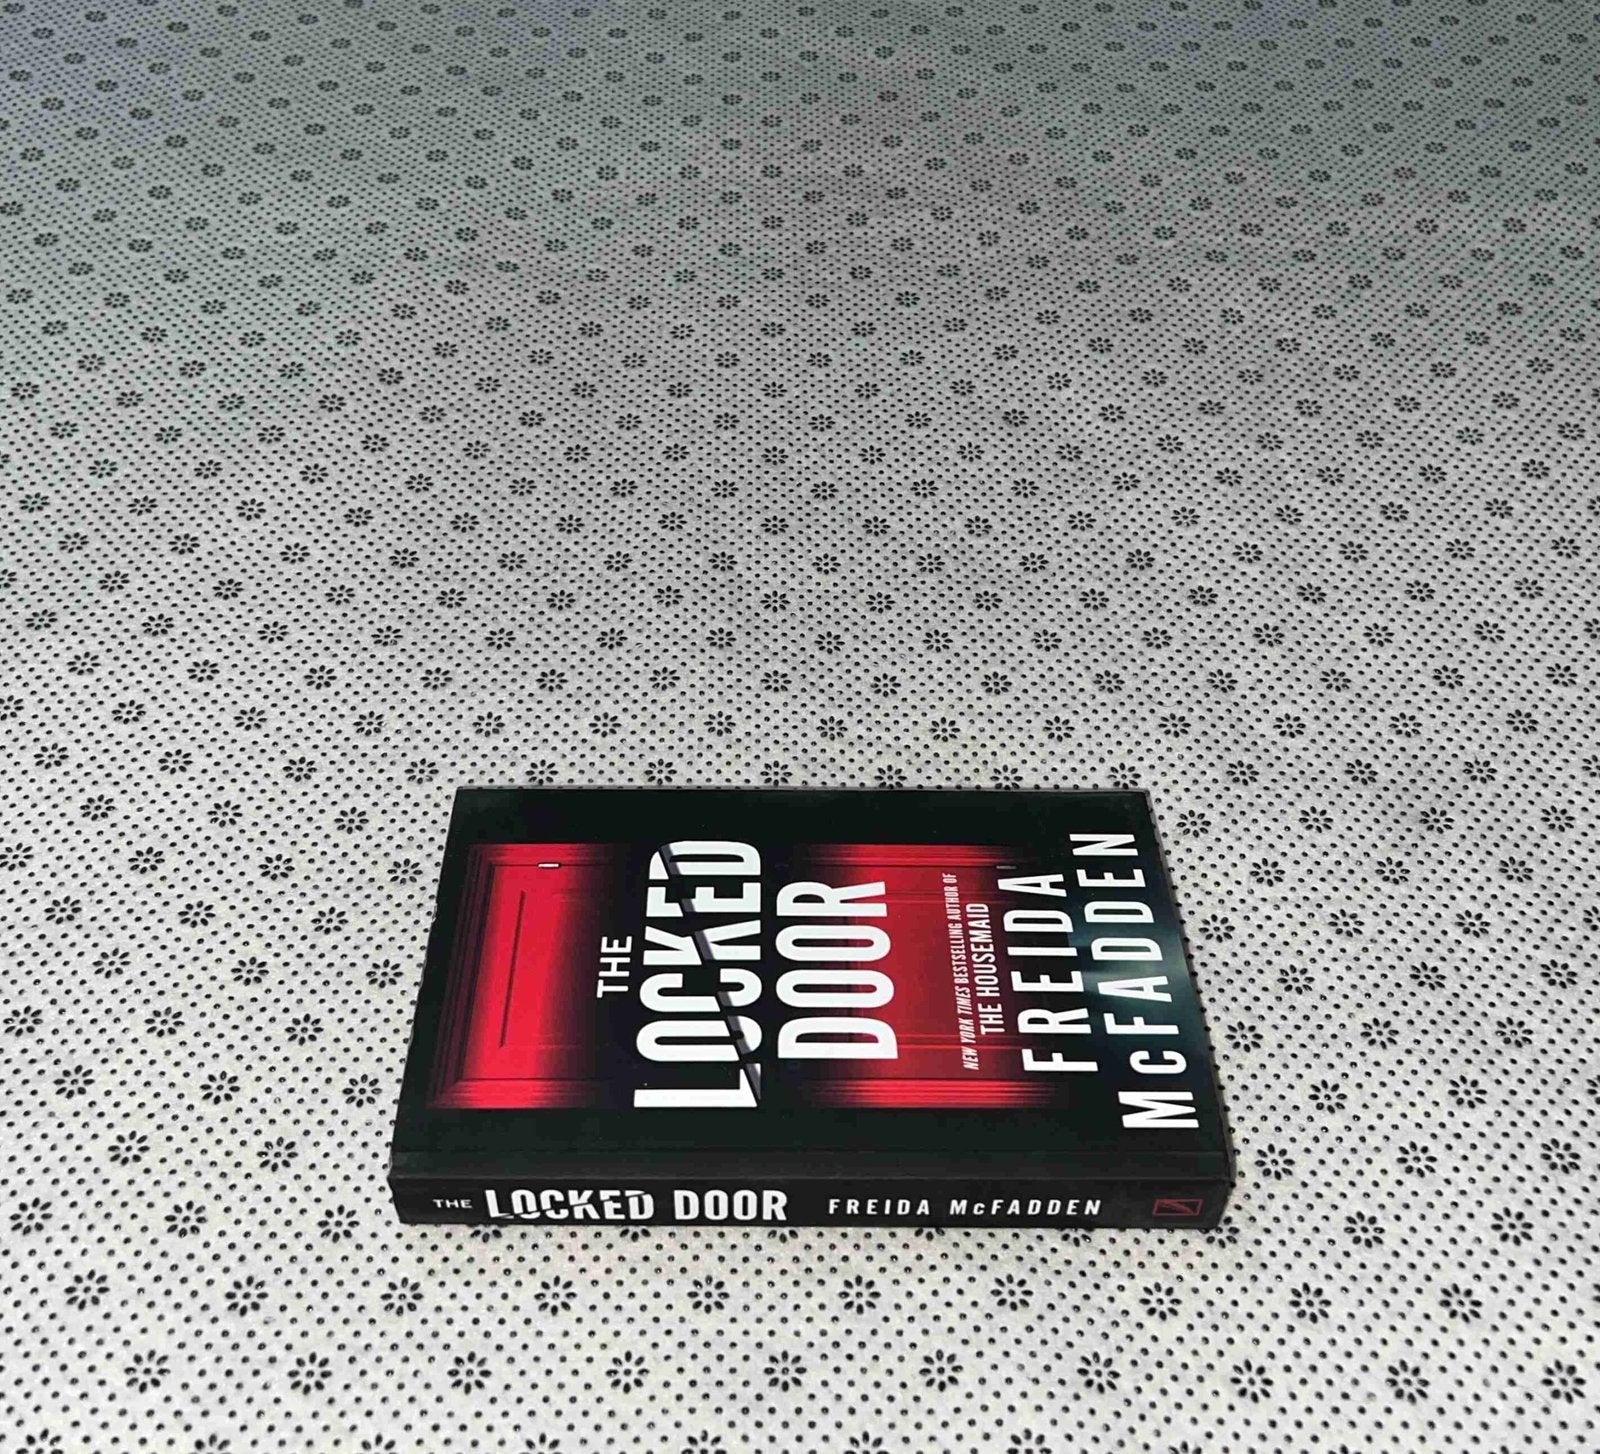 THE
LOCKED
DOOR
NEW YORK TIMES BESTSELLING AUTHOR OF
THE HOUSEMAID
FREIDA
McFADDEN
THE LOCKED DOOR FREIDA McFADDEN